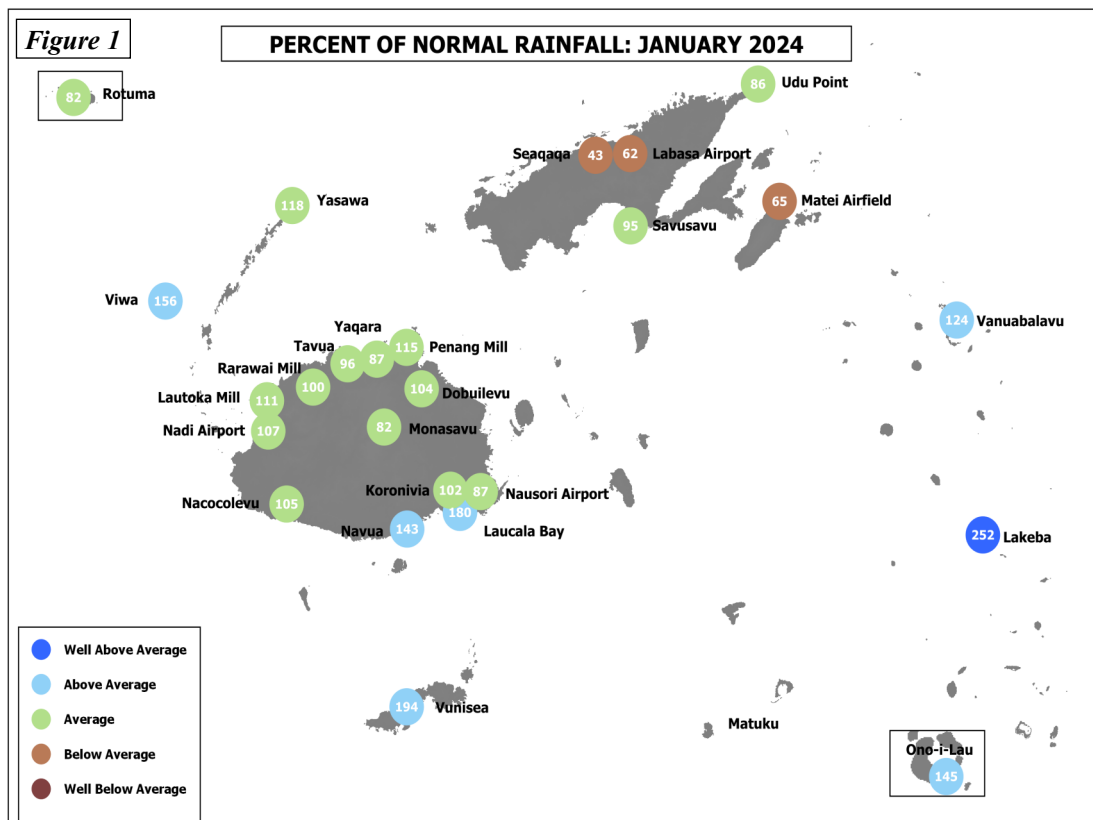 Figure 1
PERCENT OF NORMAL RAINFALL: JANUARY 2024
82 Rotuma
86 Udu Point
Seaqaqa 43
62 Labasa Airport
65 Matei Airfield
95 Savusavu
118 Yasawa
Viwa 156
124 Vanuabalavu
Yaqara 87
115 Penang Mill
Tavua 96
Rarawai Mill 100
104 Dobuilevu
Lautoka Mill 111
Nadi Airport 107
82 Monasavu
Koronivia 102
87 Nausori Airport
Nacocolevu 105
180 Laucala Bay
Navua 143
252 Lakeba
194 Vunisea
Matuku
Ono-i-Lau
145
Well Above Average
Above Average
Average
Below Average
Well Below Average